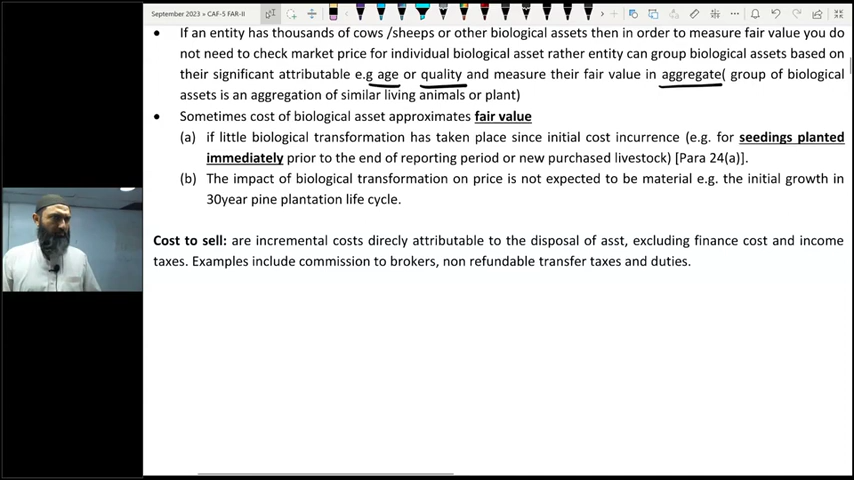 September 2023 » CAF-5 FAR-II
• If an entity has thousands of cows /sheeps or other biological assets then in order to measure fair value you do
not need to check market price for individual biological asset rather entity can group biological assets based on
their significant attributable e.g age or quality and measure their fair value in aggregate( group of biological
assets is an aggregation of similar living animals or plant)
• Sometimes cost of biological asset approximates fair value
(a) if little biological transformation has taken place since initial cost incurrence (e.g. for seedings planted
immediately prior to the end of reporting period or new purchased livestock) [Para 24(a)].
(b) The impact of biological transformation on price is not expected to be material e.g. the initial growth in
30year pine plantation life cycle.
Cost to sell: are incremental costs direcly attributable to the disposal of asst, excluding finance cost and income
taxes. Examples include commission to brokers, non refundable transfer taxes and duties.